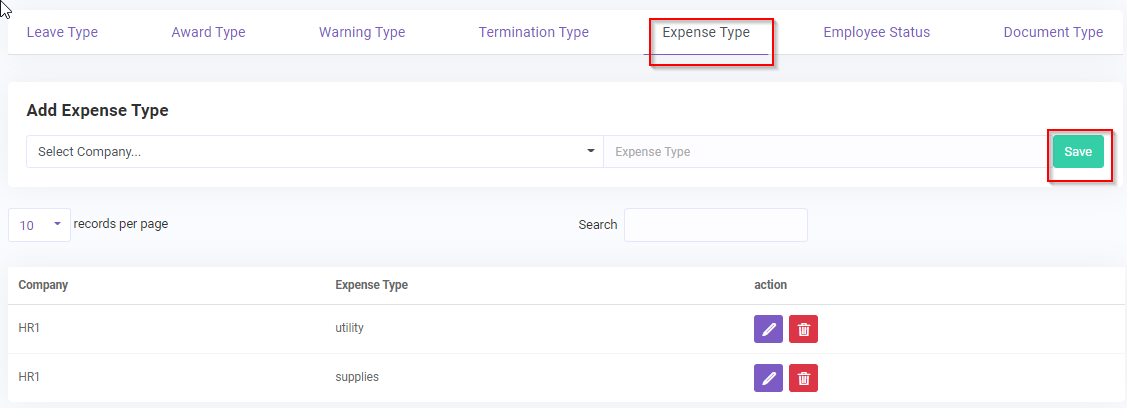 Leave Type Award Type Warning Type Termination Type Expense Type Employee Status Document Type
Add Expense Type
Select Company... Expense Type Save
10 records per page Search
Company Expense Type action
HR1 utility
HR1 supplies